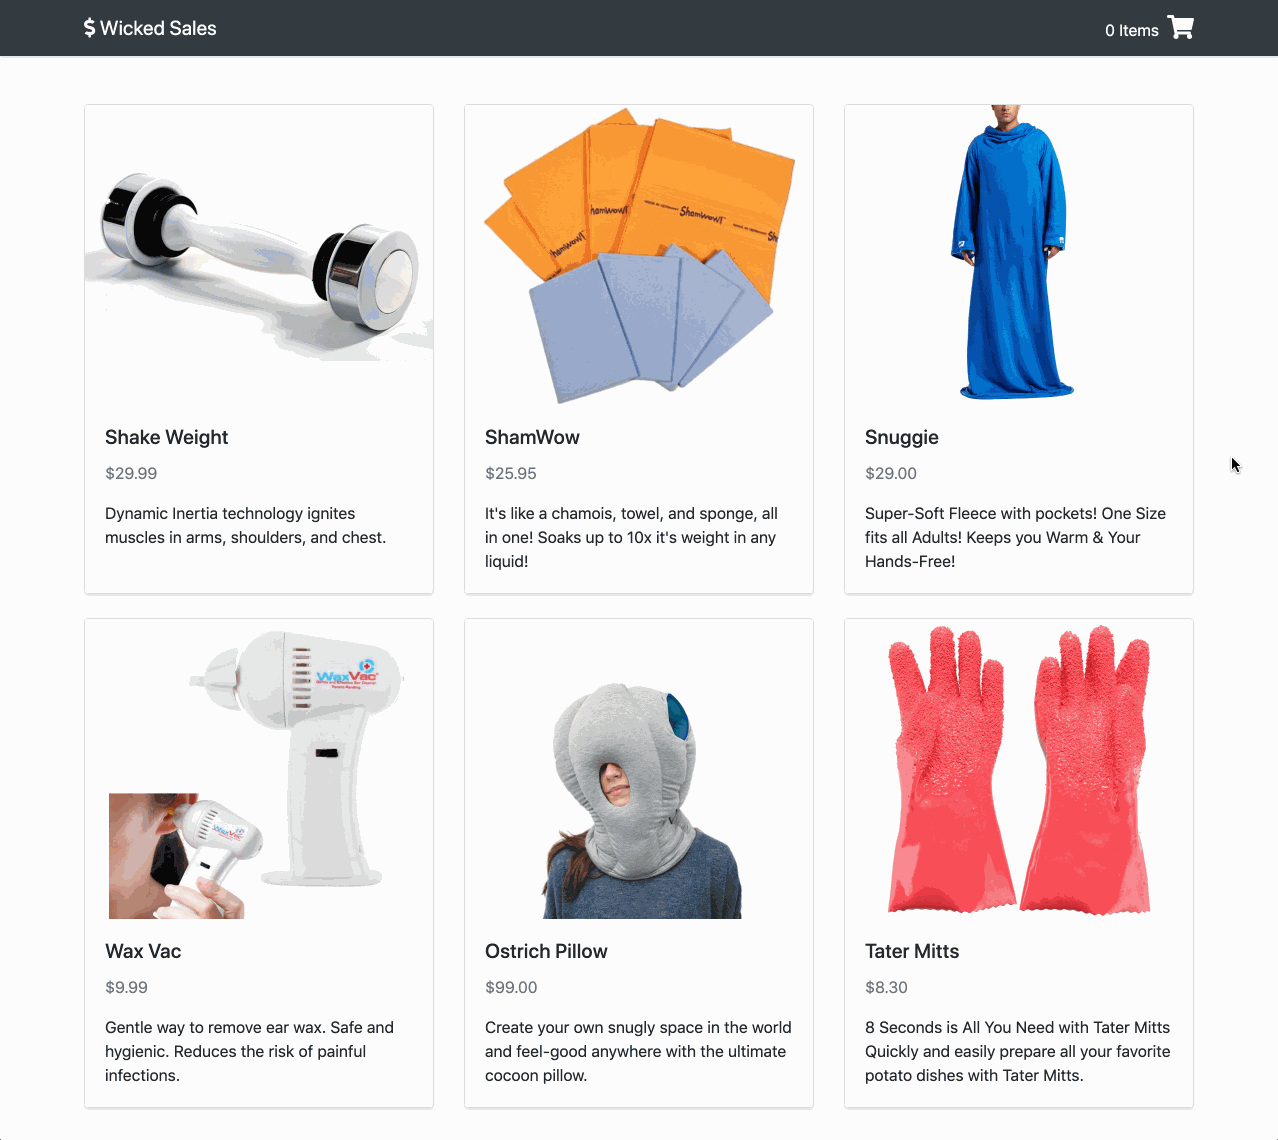 $ Wicked Sales
0 Items
ShamWow!
hamWow!
hamWow!
Sh
Shake Weight
$29.99
Dynamic Inertia technology ignites
muscles in arms, shoulders, and chest.
ShamWow
$25.95
It's like a chamois, towel, and sponge, all
in one! Soaks up to 10x it's weight in any
liquid!
Snuggie
$29.00
Super-Soft Fleece with pockets! One Size
fits all Adults! Keeps you Warm & Your
Hands-Free!
WaxVac
WaxVac
Wax Vac
$9.99
Gentle way to remove ear wax. Safe and
hygienic. Reduces the risk of painful
infections.
Ostrich Pillow
$99.00
Create your own snugly space in the world
and feel-good anywhere with the ultimate
cocoon pillow.
Tater Mitts
$8.30
8 Seconds is All You Need with Tater Mitts
Quickly and easily prepare all your favorite
potato dishes with Tater Mitts.